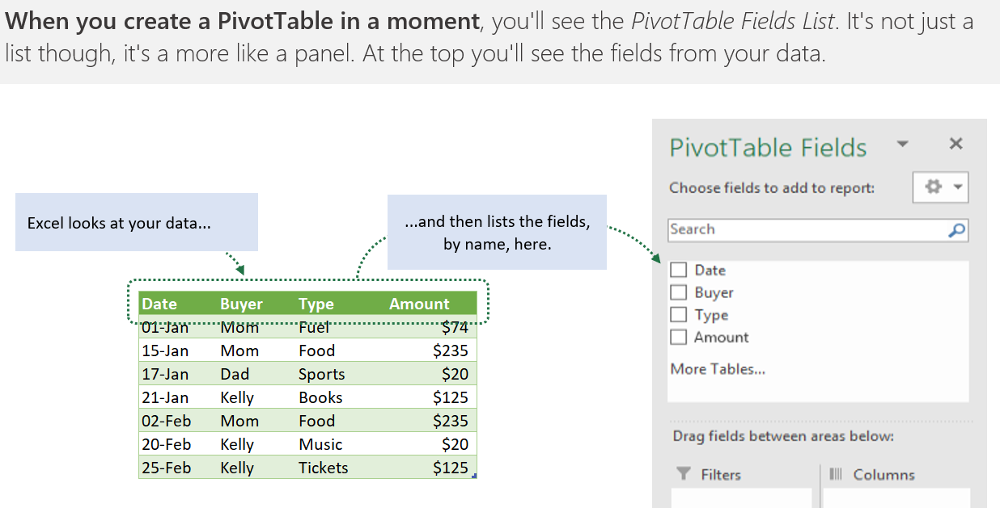 When you create a PivotTable in a moment, you'll see the PivotTable Fields List. It's not just a
list though, it's a more like a panel. At the top you'll see the fields from your data.
Excel looks at your data...
...and then lists the fields,
by name, here.
Date Buyer Type Amount
01-Jan Mom Fuel $74
15-Jan Mom Food $235
17-Jan Dad Sports $20
21-Jan Kelly Books $125
02-Feb Mom Food $235
20-Feb Kelly Music $20
25-Feb Kelly Tickets $125
PivotTable Fields
Choose fields to add to report:
Search
Date
Buyer
Type
Amount
More Tables...
Drag fields between areas below:
Filters Columns